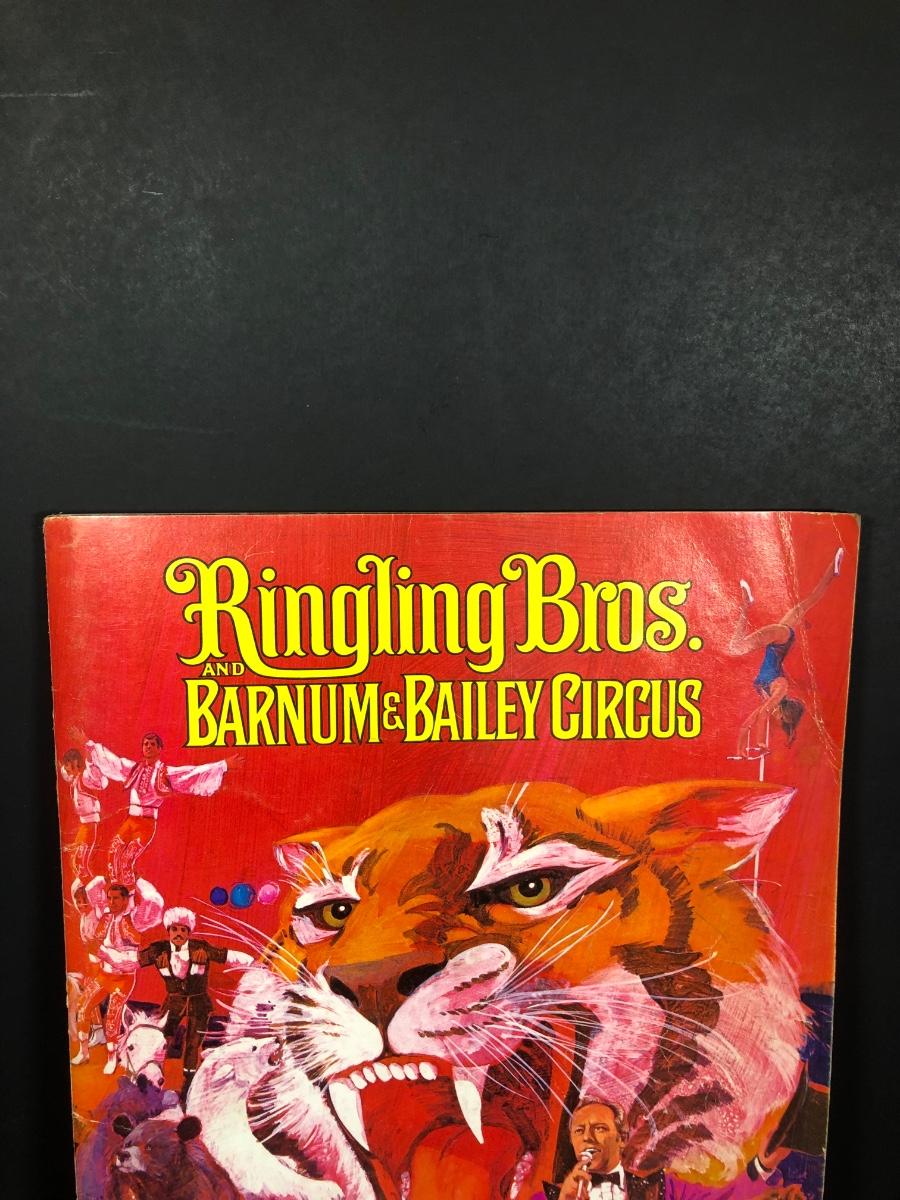 Ringling Bros.
AND
BARNUM & BAILEY CIRCUS